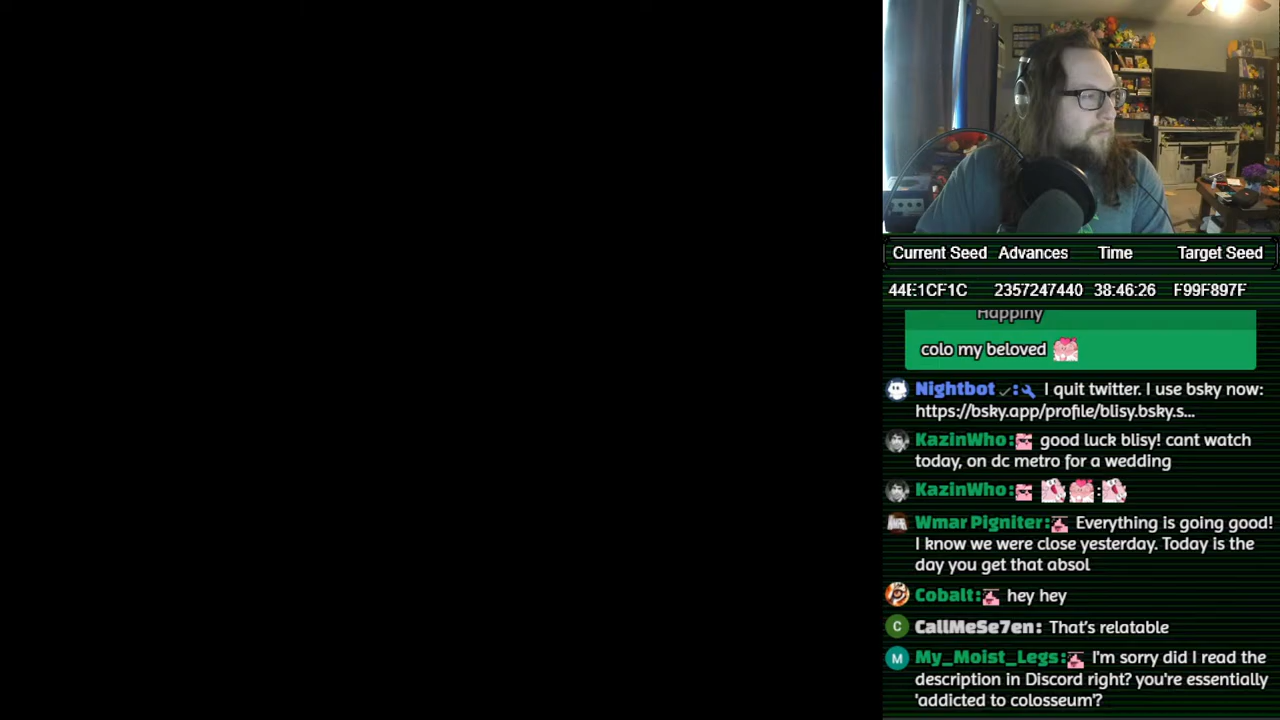 Current Seed Advances Time Target Seed
44E1CF1C 2357247440 38:46:26 F99F897F
Happiny
colo my beloved
Nightbot: I quit twitter. I use bsky now:
https://bsky.app/profile/blisy.bsky.s...
KazinWho: good luck blisy! cant watch
today, on dc metro for a wedding
KazinWho: :
Wmar Pigniter: Everything is going good!
I know we were close yesterday. Today is the
day you get that absol
Cobalt: hey hey
C CallMeSe7en: That's relatable
M My_Moist_Legs: I'm sorry did I read the
description in Discord right? you're essentially
'addicted to colosseum'?